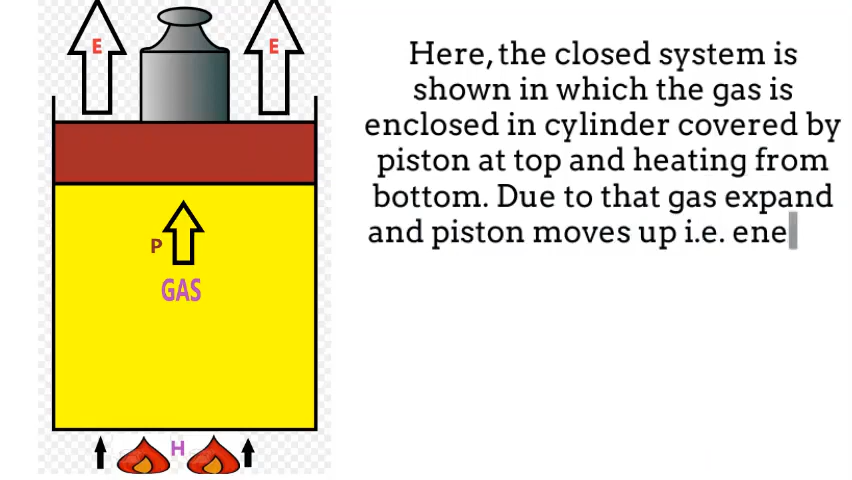 E
E
P
GAS
H
Here, the closed system is
shown in which the gas is
enclosed in cylinder covered by
piston at top and heating from
bottom. Due to that gas expand
and piston moves up i.e. ene